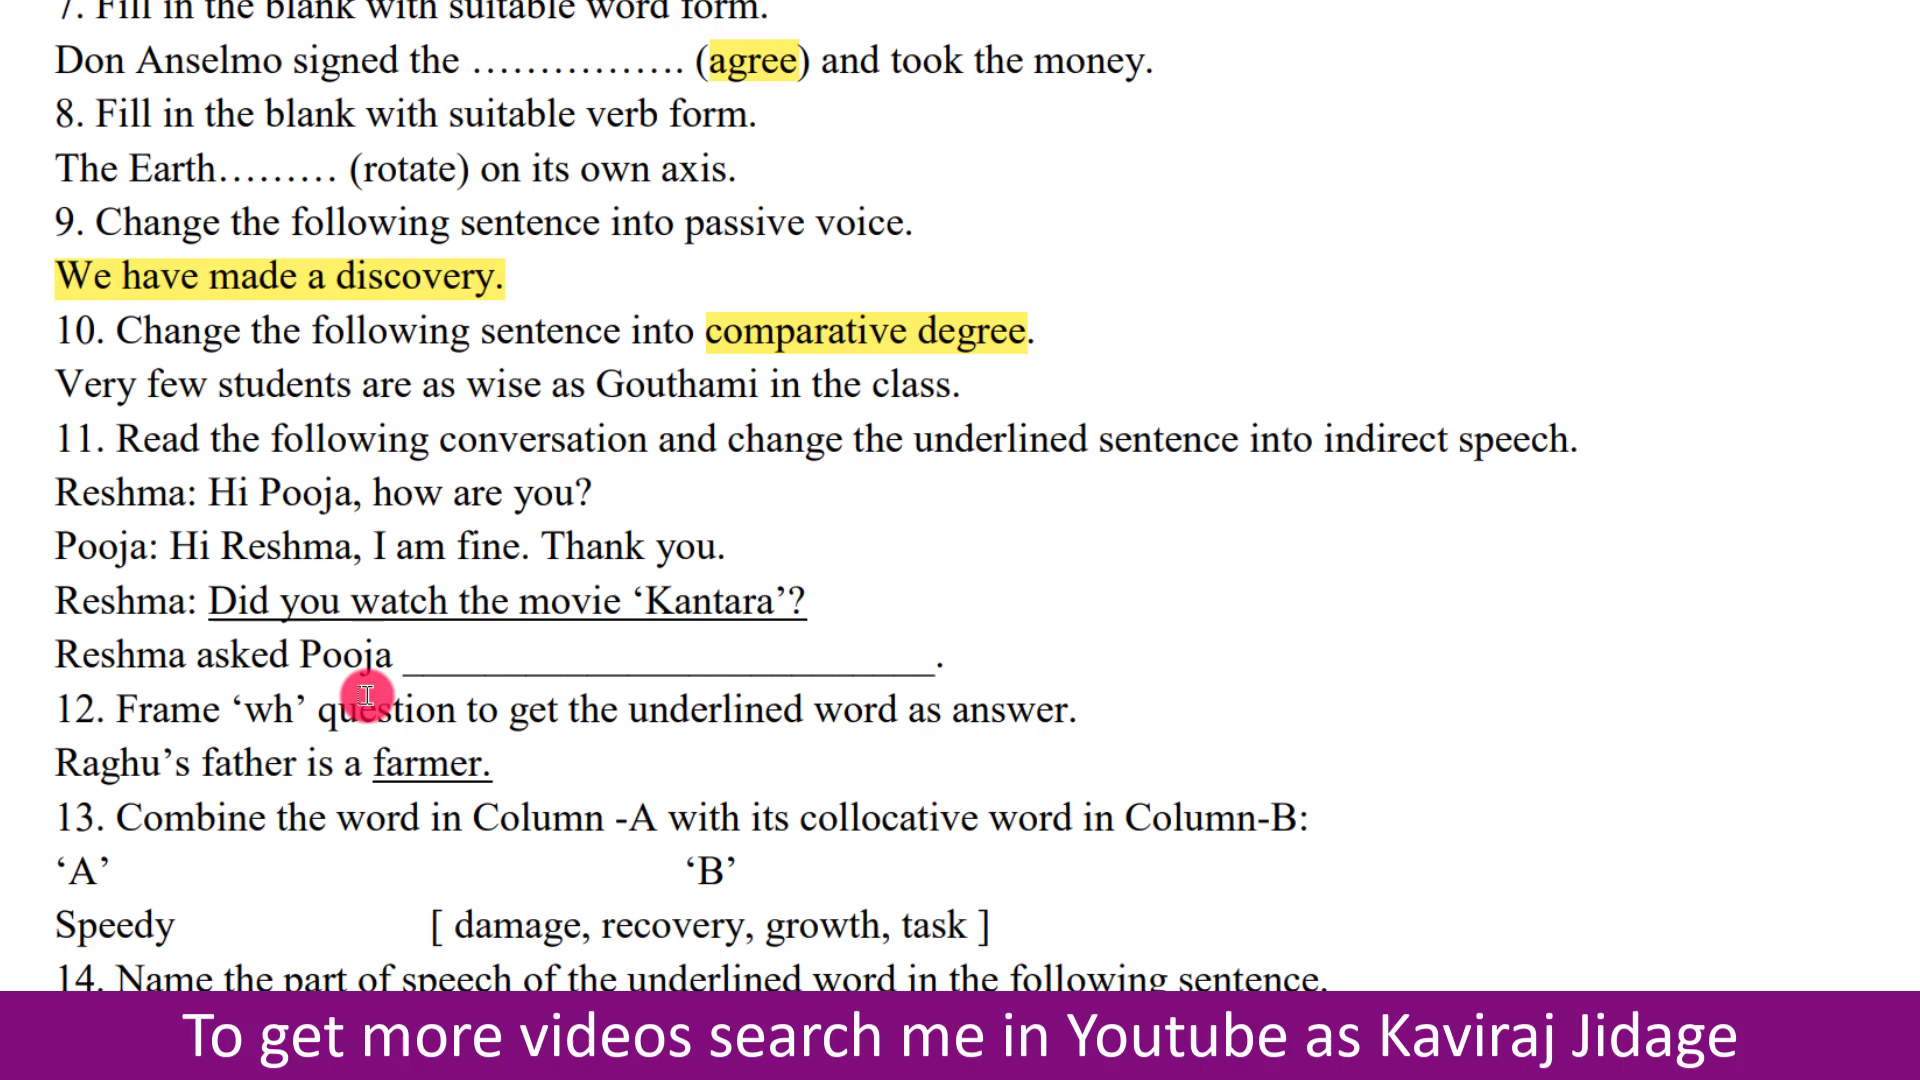 7. Fill in the blank with suitable word form.
Don Anselmo signed the ……………. (agree) and took the money.
8. Fill in the blank with suitable verb form.
The Earth……… (rotate) on its own axis.
9. Change the following sentence into passive voice.
We have made a discovery.
10. Change the following sentence into comparative degree.
Very few students are as wise as Gouthami in the class.
11. Read the following conversation and change the underlined sentence into indirect speech.
Reshma: Hi Pooja, how are you?
Pooja: Hi Reshma, I am fine. Thank you.
Reshma: Did you watch the movie ‘Kantara’?
Reshma asked Pooja __________________________.
12. Frame ‘wh’ question to get the underlined word as answer.
Raghu’s father is a farmer.
13. Combine the word in Column -A with its collocative word in Column-B:
‘A’ ‘B’
Speedy [ damage, recovery, growth, task ]
14. Name the part of speech of the underlined word in the following sentence.
To get more videos search me in Youtube as Kaviraj Jidage